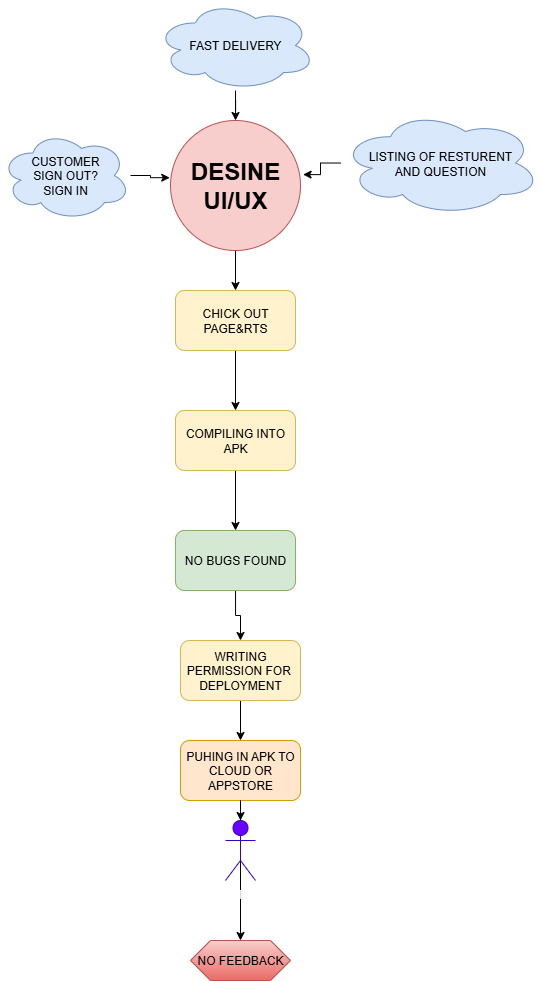 FAST DELIVERY
CUSTOMER
SIGN OUT?
SIGN IN
DESINE
UI/UX
LISTING OF RESTURENT
AND QUESTION
CHICK OUT
PAGE&RTS
COMPILING INTO
APK
NO BUGS FOUND
WRITING
PERMISSION FOR
DEPLOYMENT
PUHING IN APK TO
CLOUD OR
APPSTORE
NO FEEDBACK